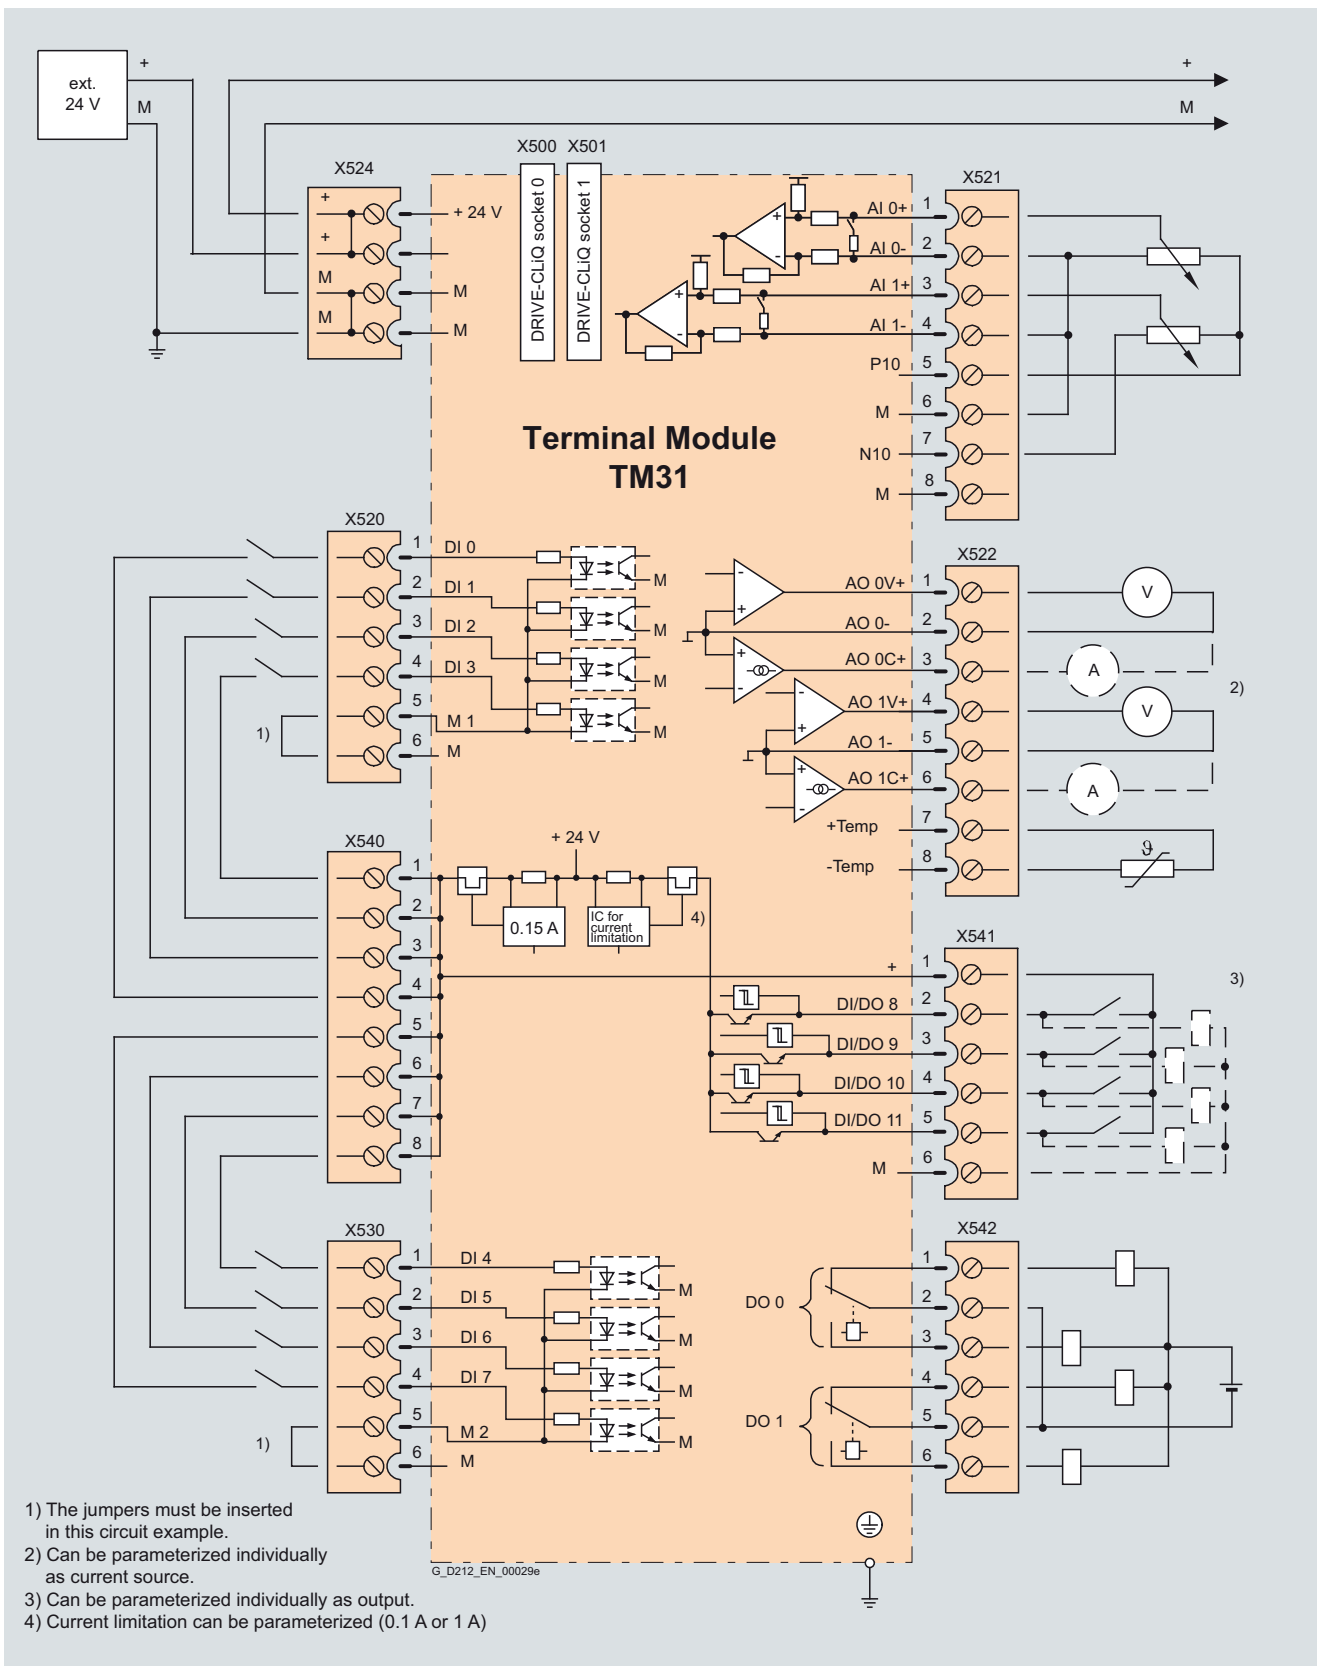 ext.
24 V
+
M
+
M
X524
+
+
M
M
+ 24 V
M
M
X500 X501
DRIVE-CLiQ socket 0
DRIVE-CLiQ socket 1
X521
AI 0+ 1
AI 0- 2
AI 1+ 3
AI 1- 4
P10 5
M 6
N10 7
M 8
+
-
+
-
Terminal Module
TM31
X520
1 DI 0
2 DI 1
3 DI 2
4 DI 3
5 M 1
6 M
M
M
M
M
1)
X522
AO 0V+ 1
AO 0- 2
AO 0C+ 3
AO 1V+ 4
AO 1- 5
AO 1C+ 6
+Temp 7
-Temp 8
-
+
+
-
-
+
+
-
V
A
V
A
2)
ϑ
X540
1
2
3
4
5
6
7
8
+ 24 V
0.15 A
IC for
current
limitation
4)
X541
+ 1
DI/DO 8 2
DI/DO 9 3
DI/DO 10 4
DI/DO 11 5
M 6
3)
X530
1 DI 4
2 DI 5
3 DI 6
4 DI 7
5 M 2
6 M
M
M
M
M
1)
X542
DO 0
1
2
3
DO 1
4
5
6
1) The jumpers must be inserted
in this circuit example.
2) Can be parameterized individually
as current source.
3) Can be parameterized individually as output.
4) Current limitation can be parameterized (0.1 A or 1 A)
G_D212_EN_00029e